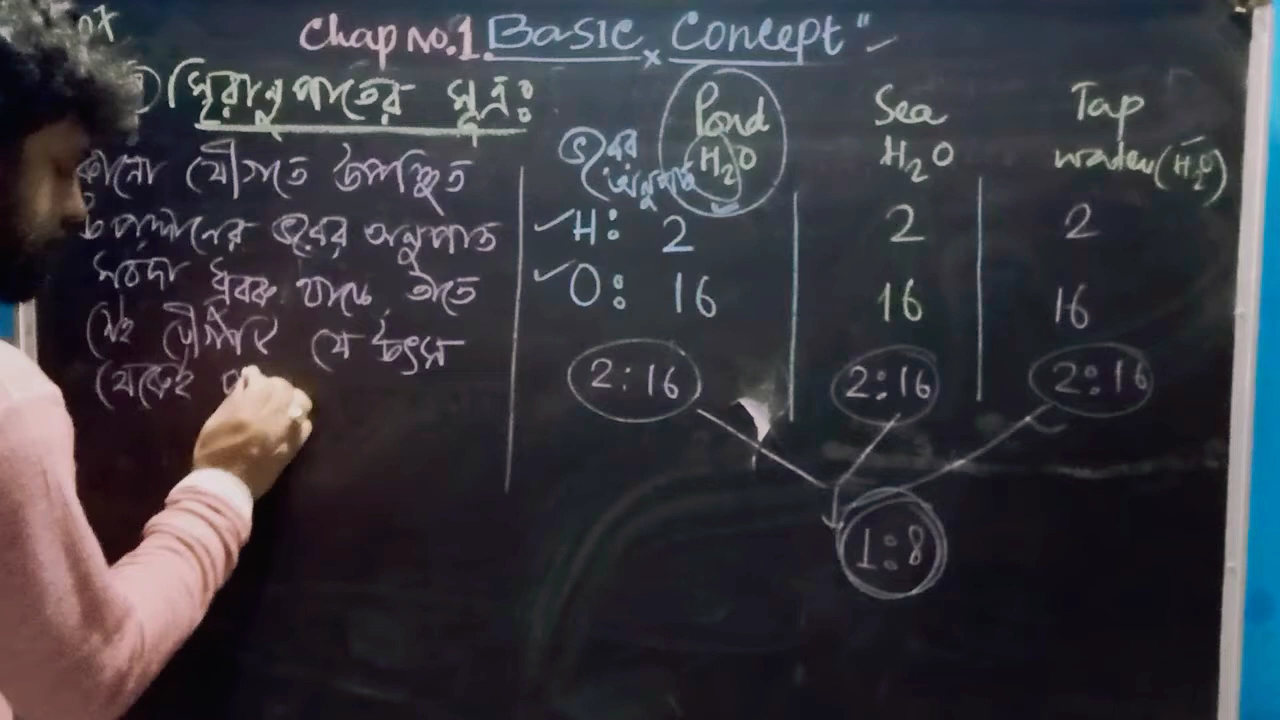 Chap No. 1 Basic Concept"
স্থিরানুপাতের সূত্র:
কোনো যৌগতে উপস্থিত
উপাদানের ভরের অনুপাত
সর্বদা ধ্রুবক থাকে, তাতে
সেই যৌগটি যে উৎস
থেকেই
ভরের অনুপাত
Pond H₂O
Sea H₂O
Tap water (H₂O)
H: 2 2 2
O: 16 16 16
2:16 2:16 2:16
1:8